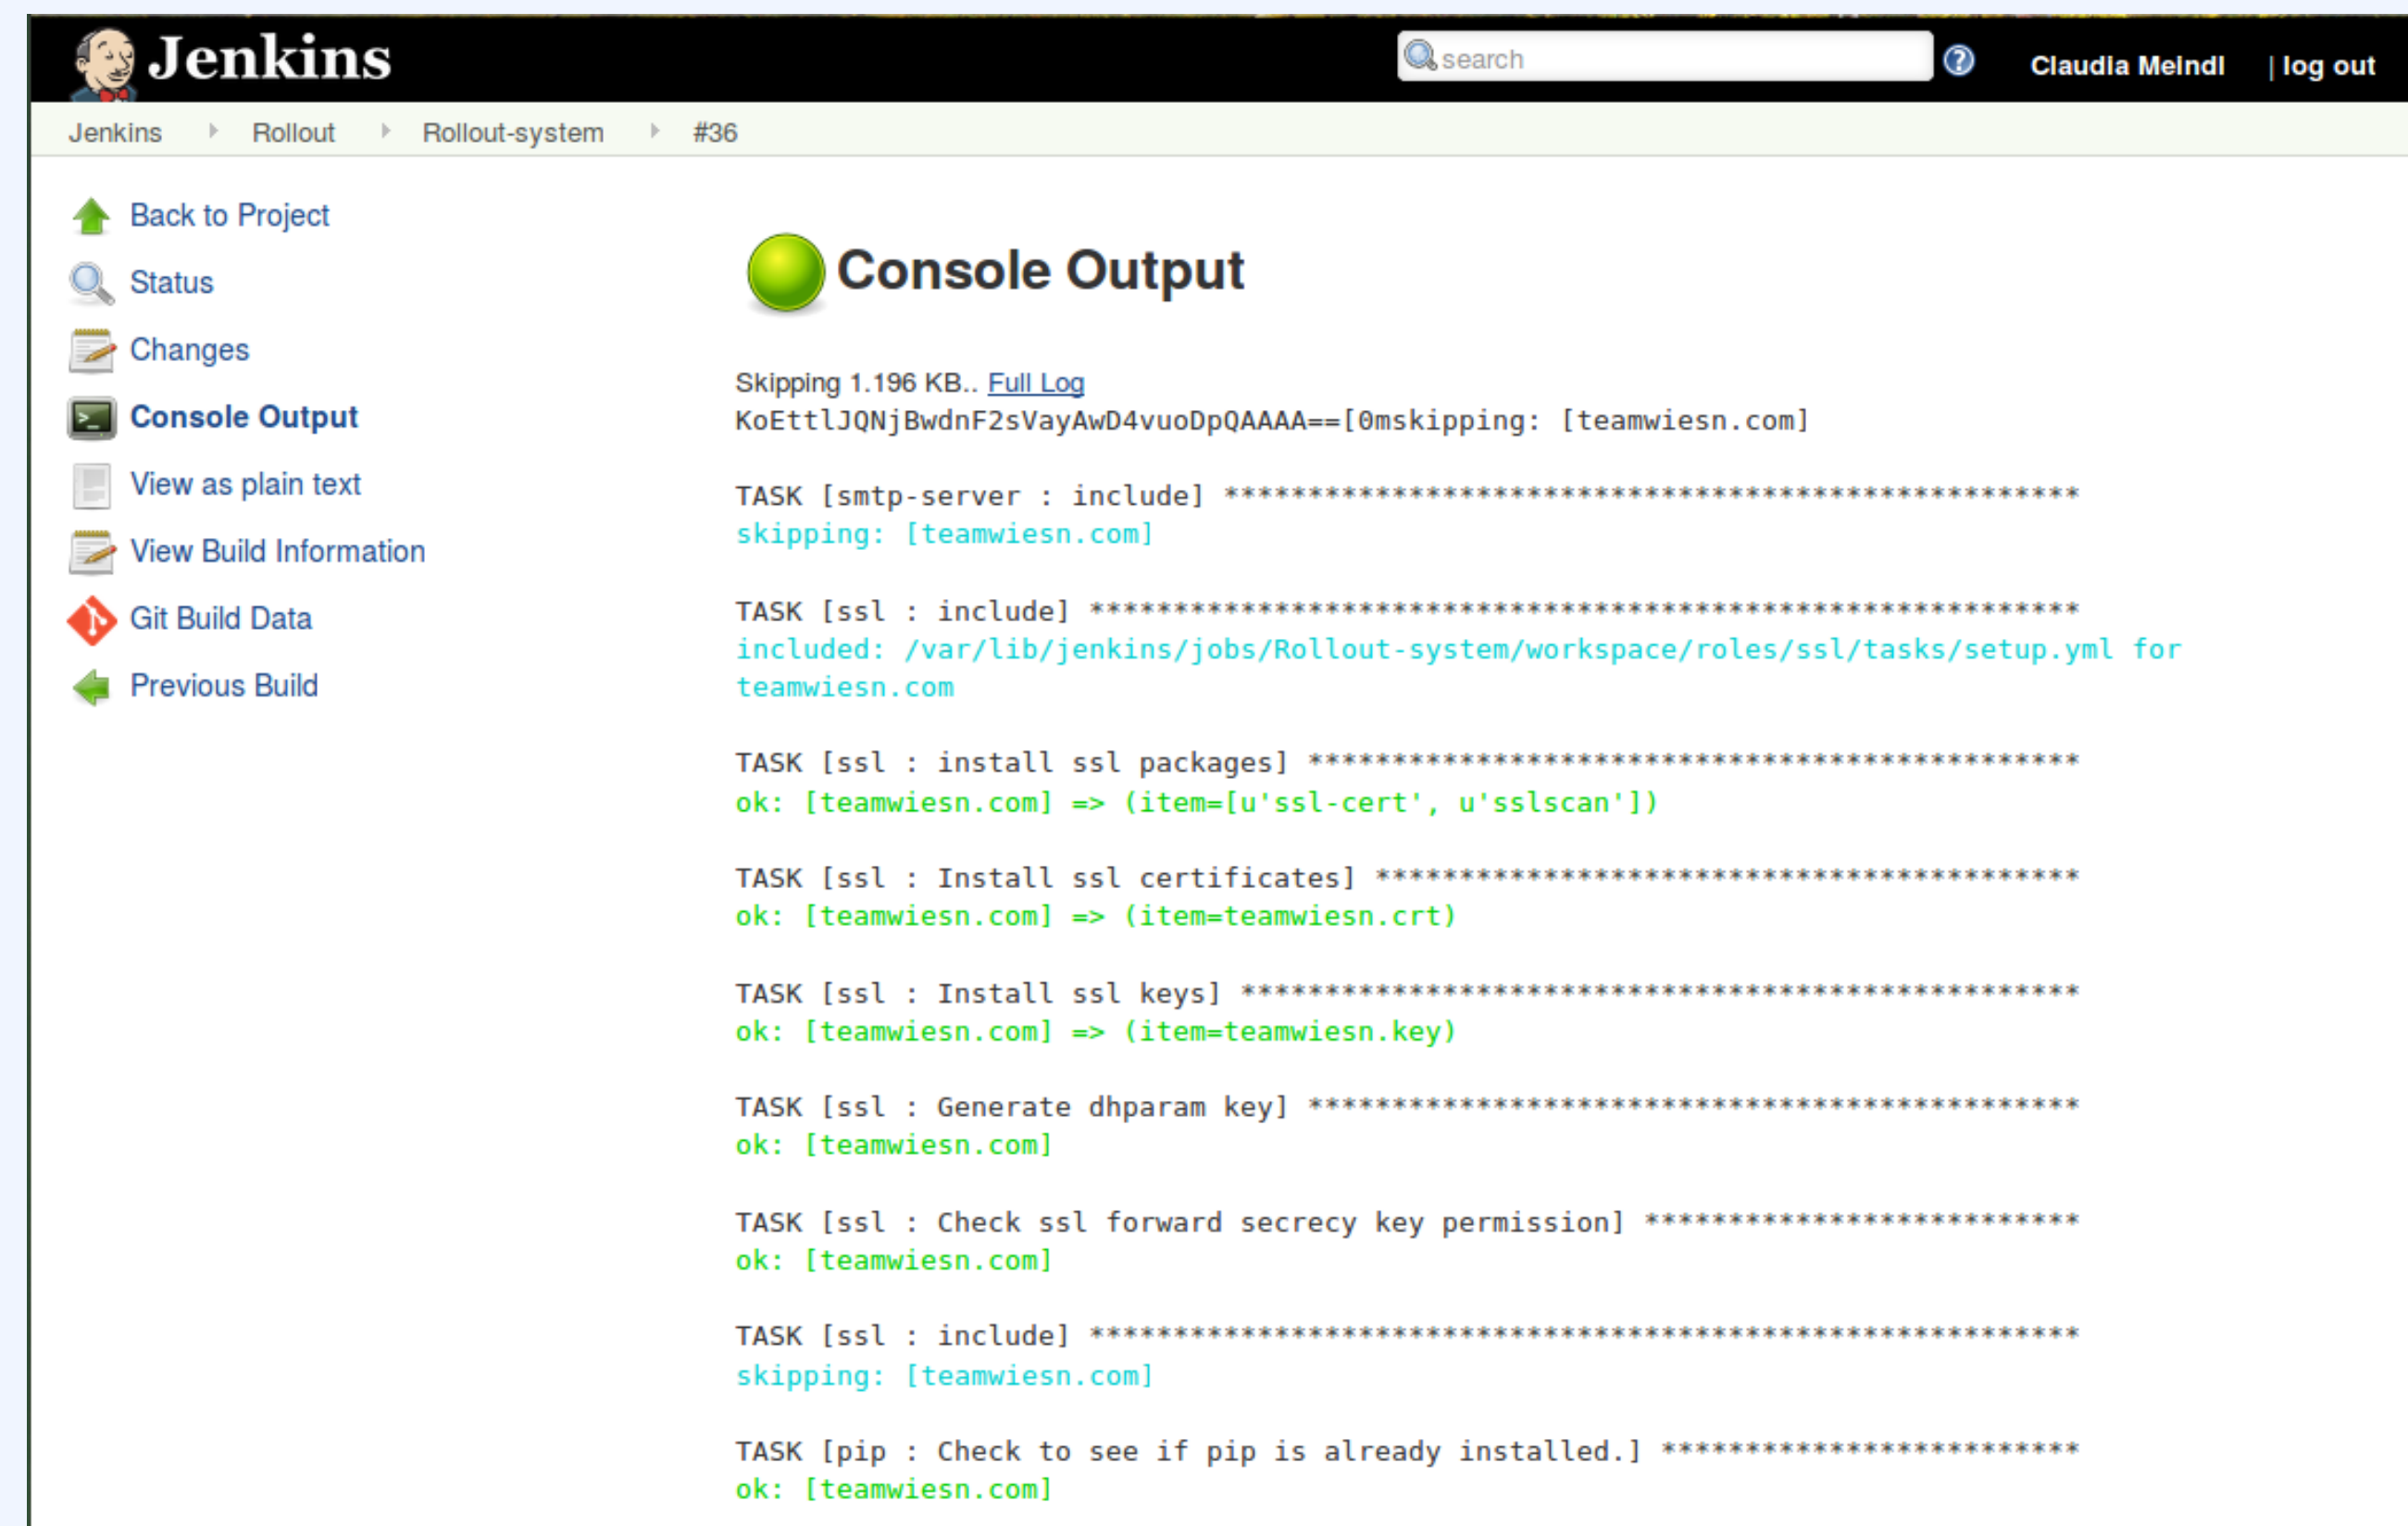 Jenkins
search
Claudia Meindl | log out
Jenkins Rollout Rollout-system #36
Back to Project
Status
Changes
Console Output
View as plain text
View Build Information
Git Build Data
Previous Build
Console Output
Skipping 1.196 KB.. Full Log
KoEttlJQNjBwdnF2sVayAwD4vuoDpQAAAA==[0mskipping: [teamwiesn.com]
TASK [smtp-server : include] ***************************************************
skipping: [teamwiesn.com]
TASK [ssl : include] ***********************************************************
included: /var/lib/jenkins/jobs/Rollout-system/workspace/roles/ssl/tasks/setup.yml for
teamwiesn.com
TASK [ssl : install ssl packages] **********************************************
ok: [teamwiesn.com] => (item=[u'ssl-cert', u'sslscan'])
TASK [ssl : Install ssl certificates] ******************************************
ok: [teamwiesn.com] => (item=teamwiesn.crt)
TASK [ssl : Install ssl keys] **************************************************
ok: [teamwiesn.com] => (item=teamwiesn.key)
TASK [ssl : Generate dhparam key] **********************************************
ok: [teamwiesn.com]
TASK [ssl : Check ssl forward secrecy key permission] **************************
ok: [teamwiesn.com]
TASK [ssl : include] ***********************************************************
skipping: [teamwiesn.com]
TASK [pip : Check to see if pip is already installed.] *************************
ok: [teamwiesn.com]